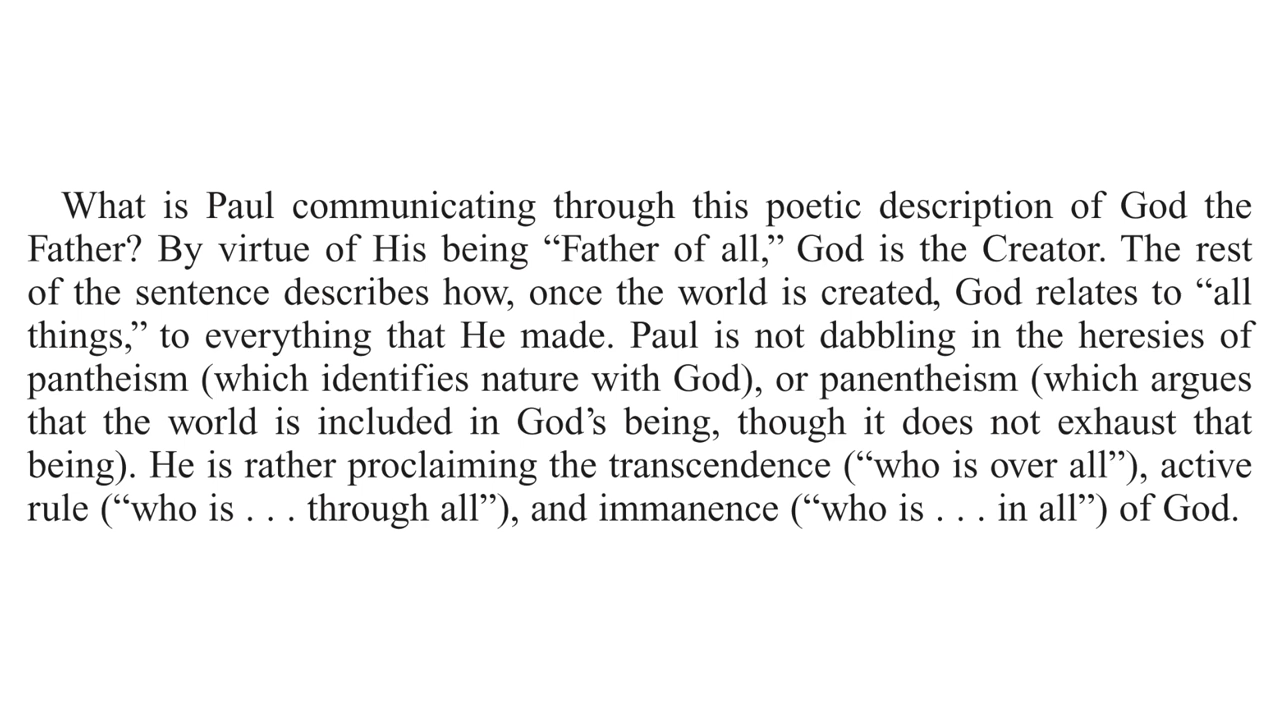 What is Paul communicating through this poetic description of God the
Father? By virtue of His being “Father of all,” God is the Creator. The rest
of the sentence describes how, once the world is created, God relates to “all
things,” to everything that He made. Paul is not dabbling in the heresies of
pantheism (which identifies nature with God), or panentheism (which argues
that the world is included in God’s being, though it does not exhaust that
being). He is rather proclaiming the transcendence (“who is over all”), active
rule (“who is . . . through all”), and immanence (“who is . . . in all”) of God.